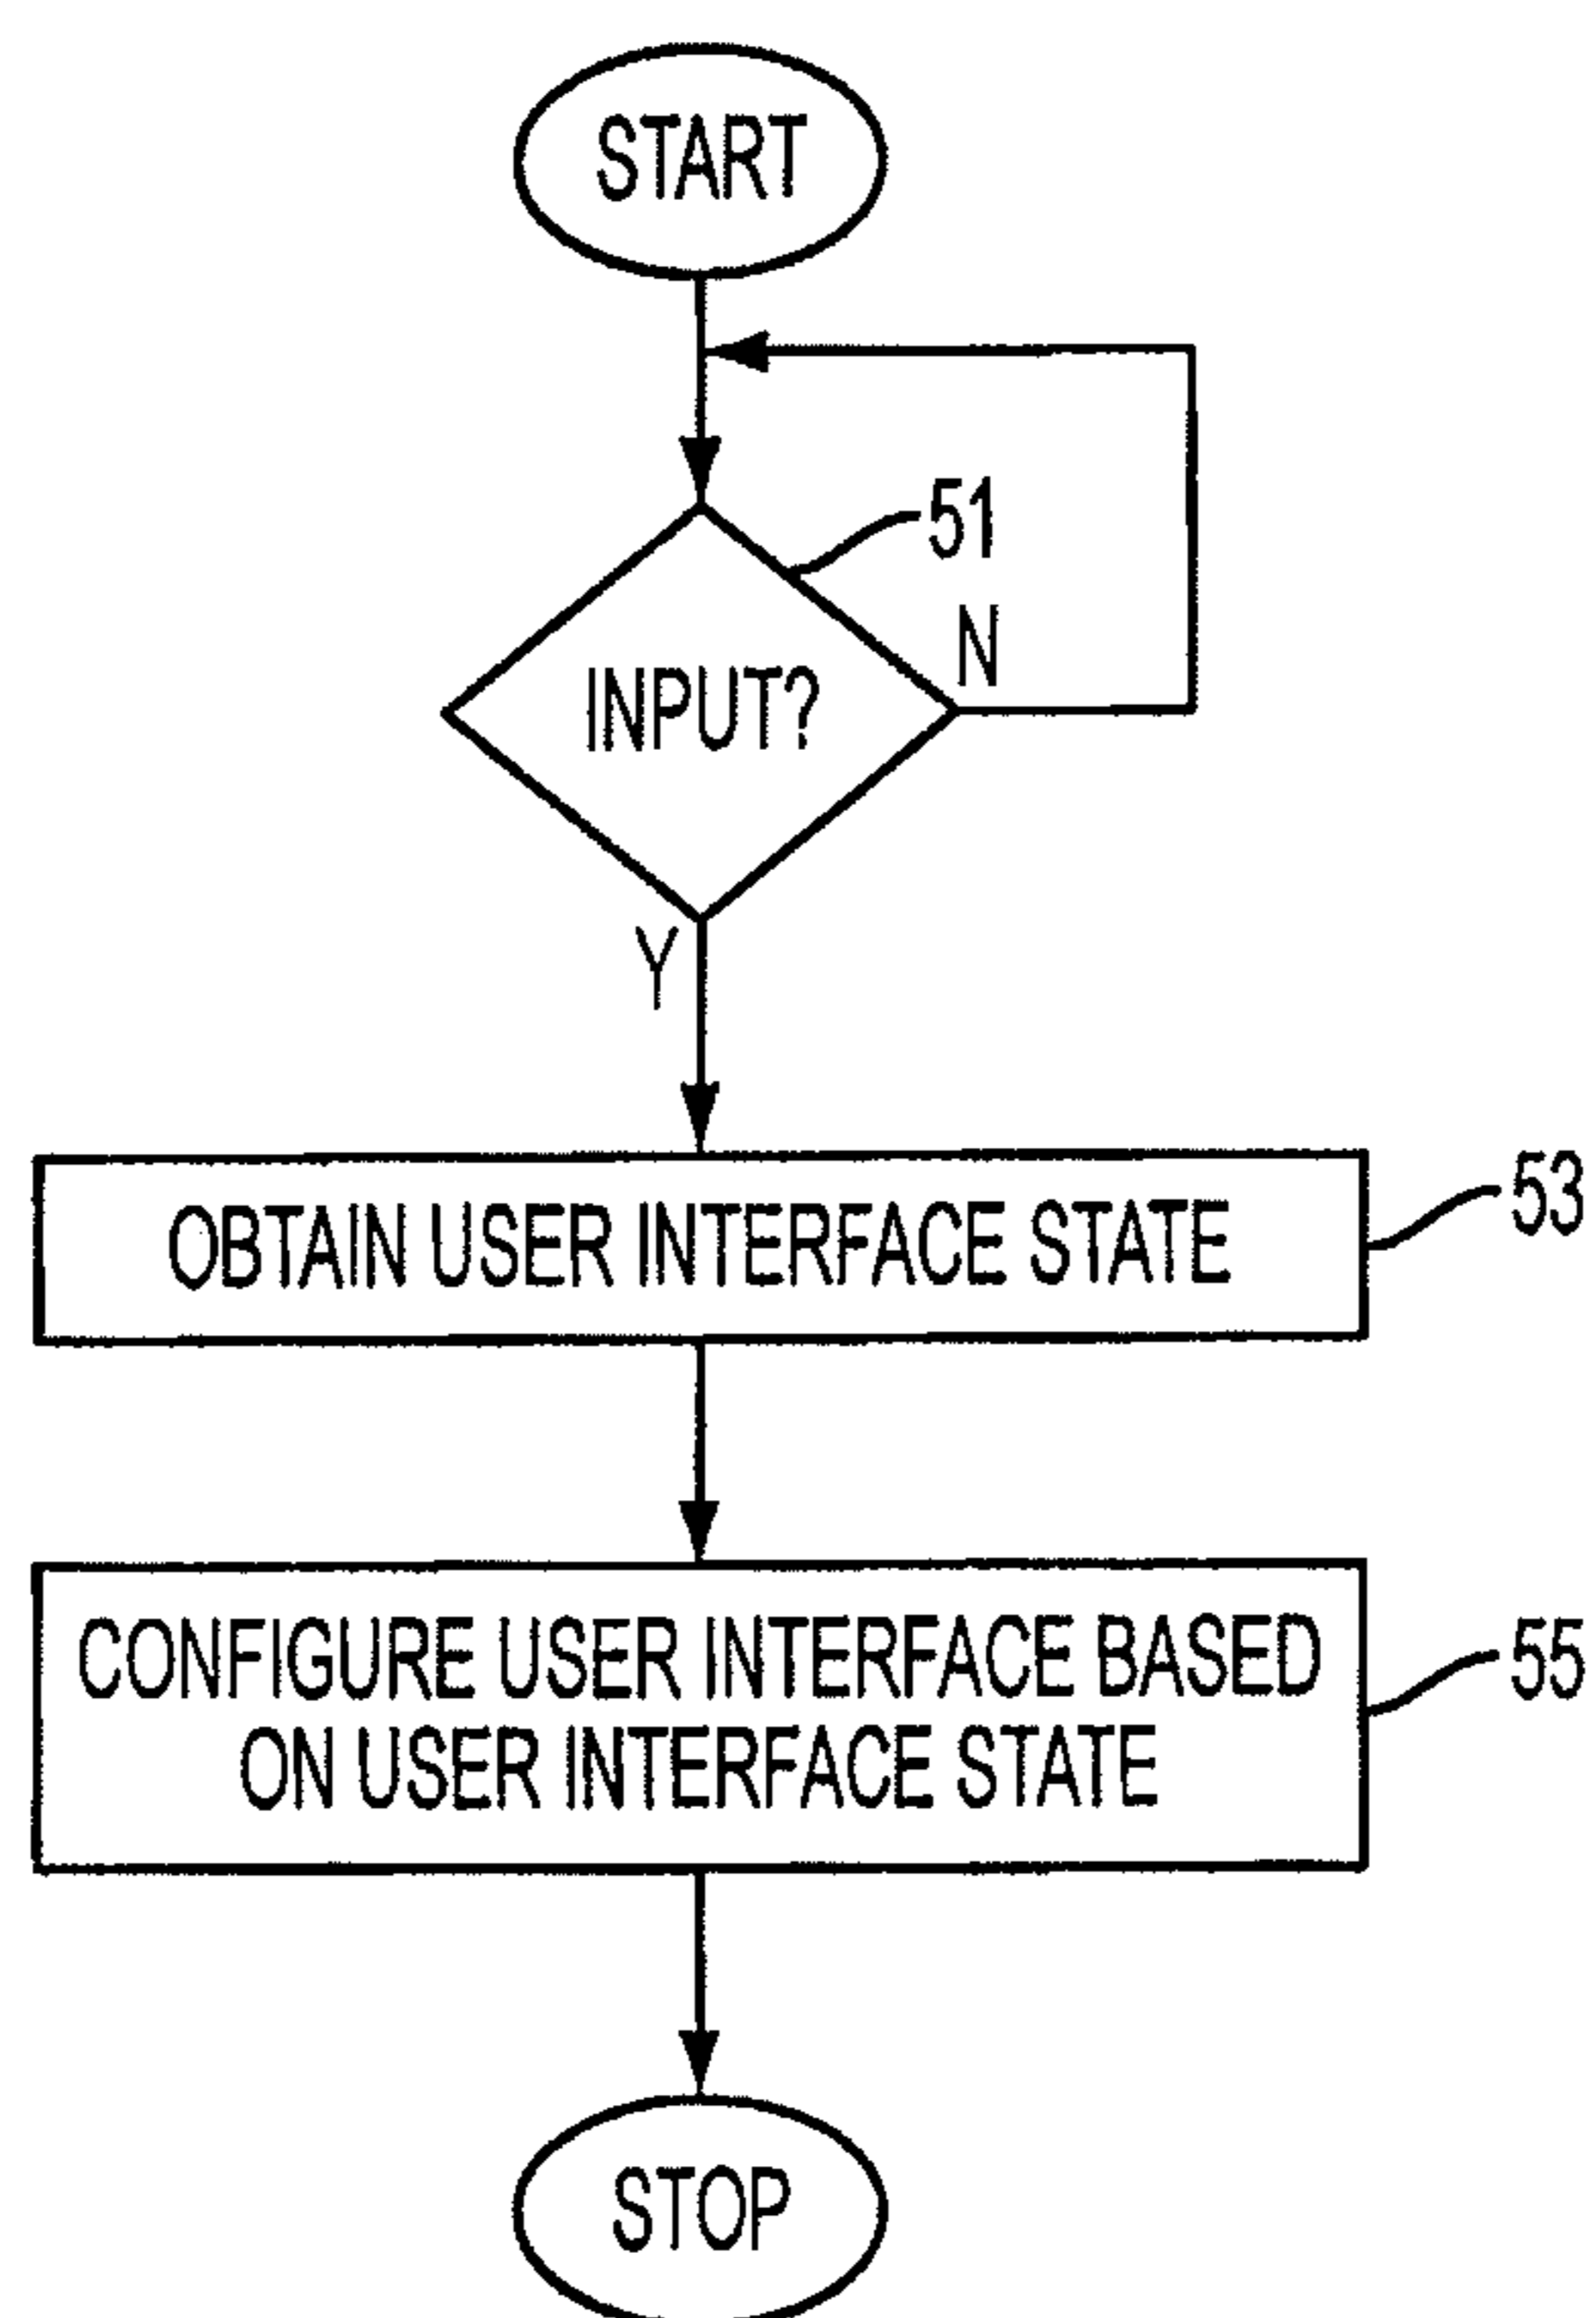 START
51
N
INPUT?
Y
OBTAIN USER INTERFACE STATE
53
CONFIGURE USER INTERFACE BASED
ON USER INTERFACE STATE
55
STOP